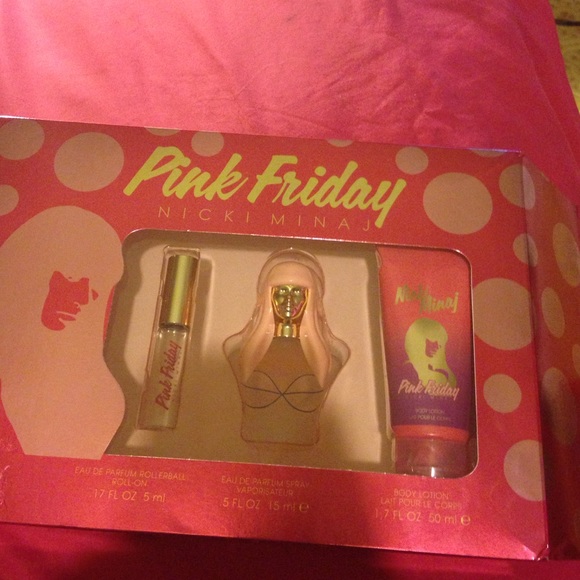 Pink Friday
NICKI MINAJ
Pink Friday
Nicki Minaj
Pink Friday
BODY LOTION
EAU DE PARFUM ROLLERBALL
ROLL-ON
.17 FL OZ 5 ml
EAU DE PARFUM SPRAY
VAPORISATEUR
.5 FL OZ 15 ml ℮
BODY LOTION
LAIT POUR LE CORPS
1.7 FL OZ 50 ml ℮